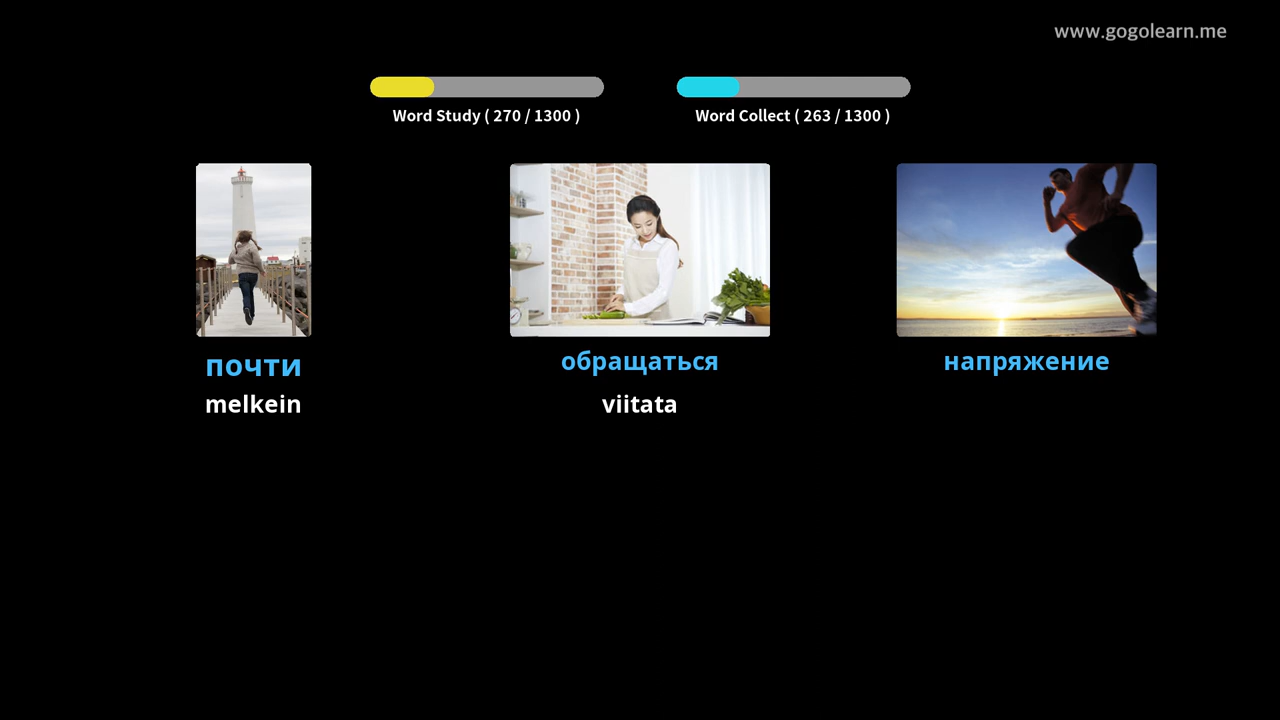 www.gogolearn.me
Word Study ( 270 / 1300 )
Word Collect ( 263 / 1300 )
почти
обращаться
напряжение
melkein
viitata